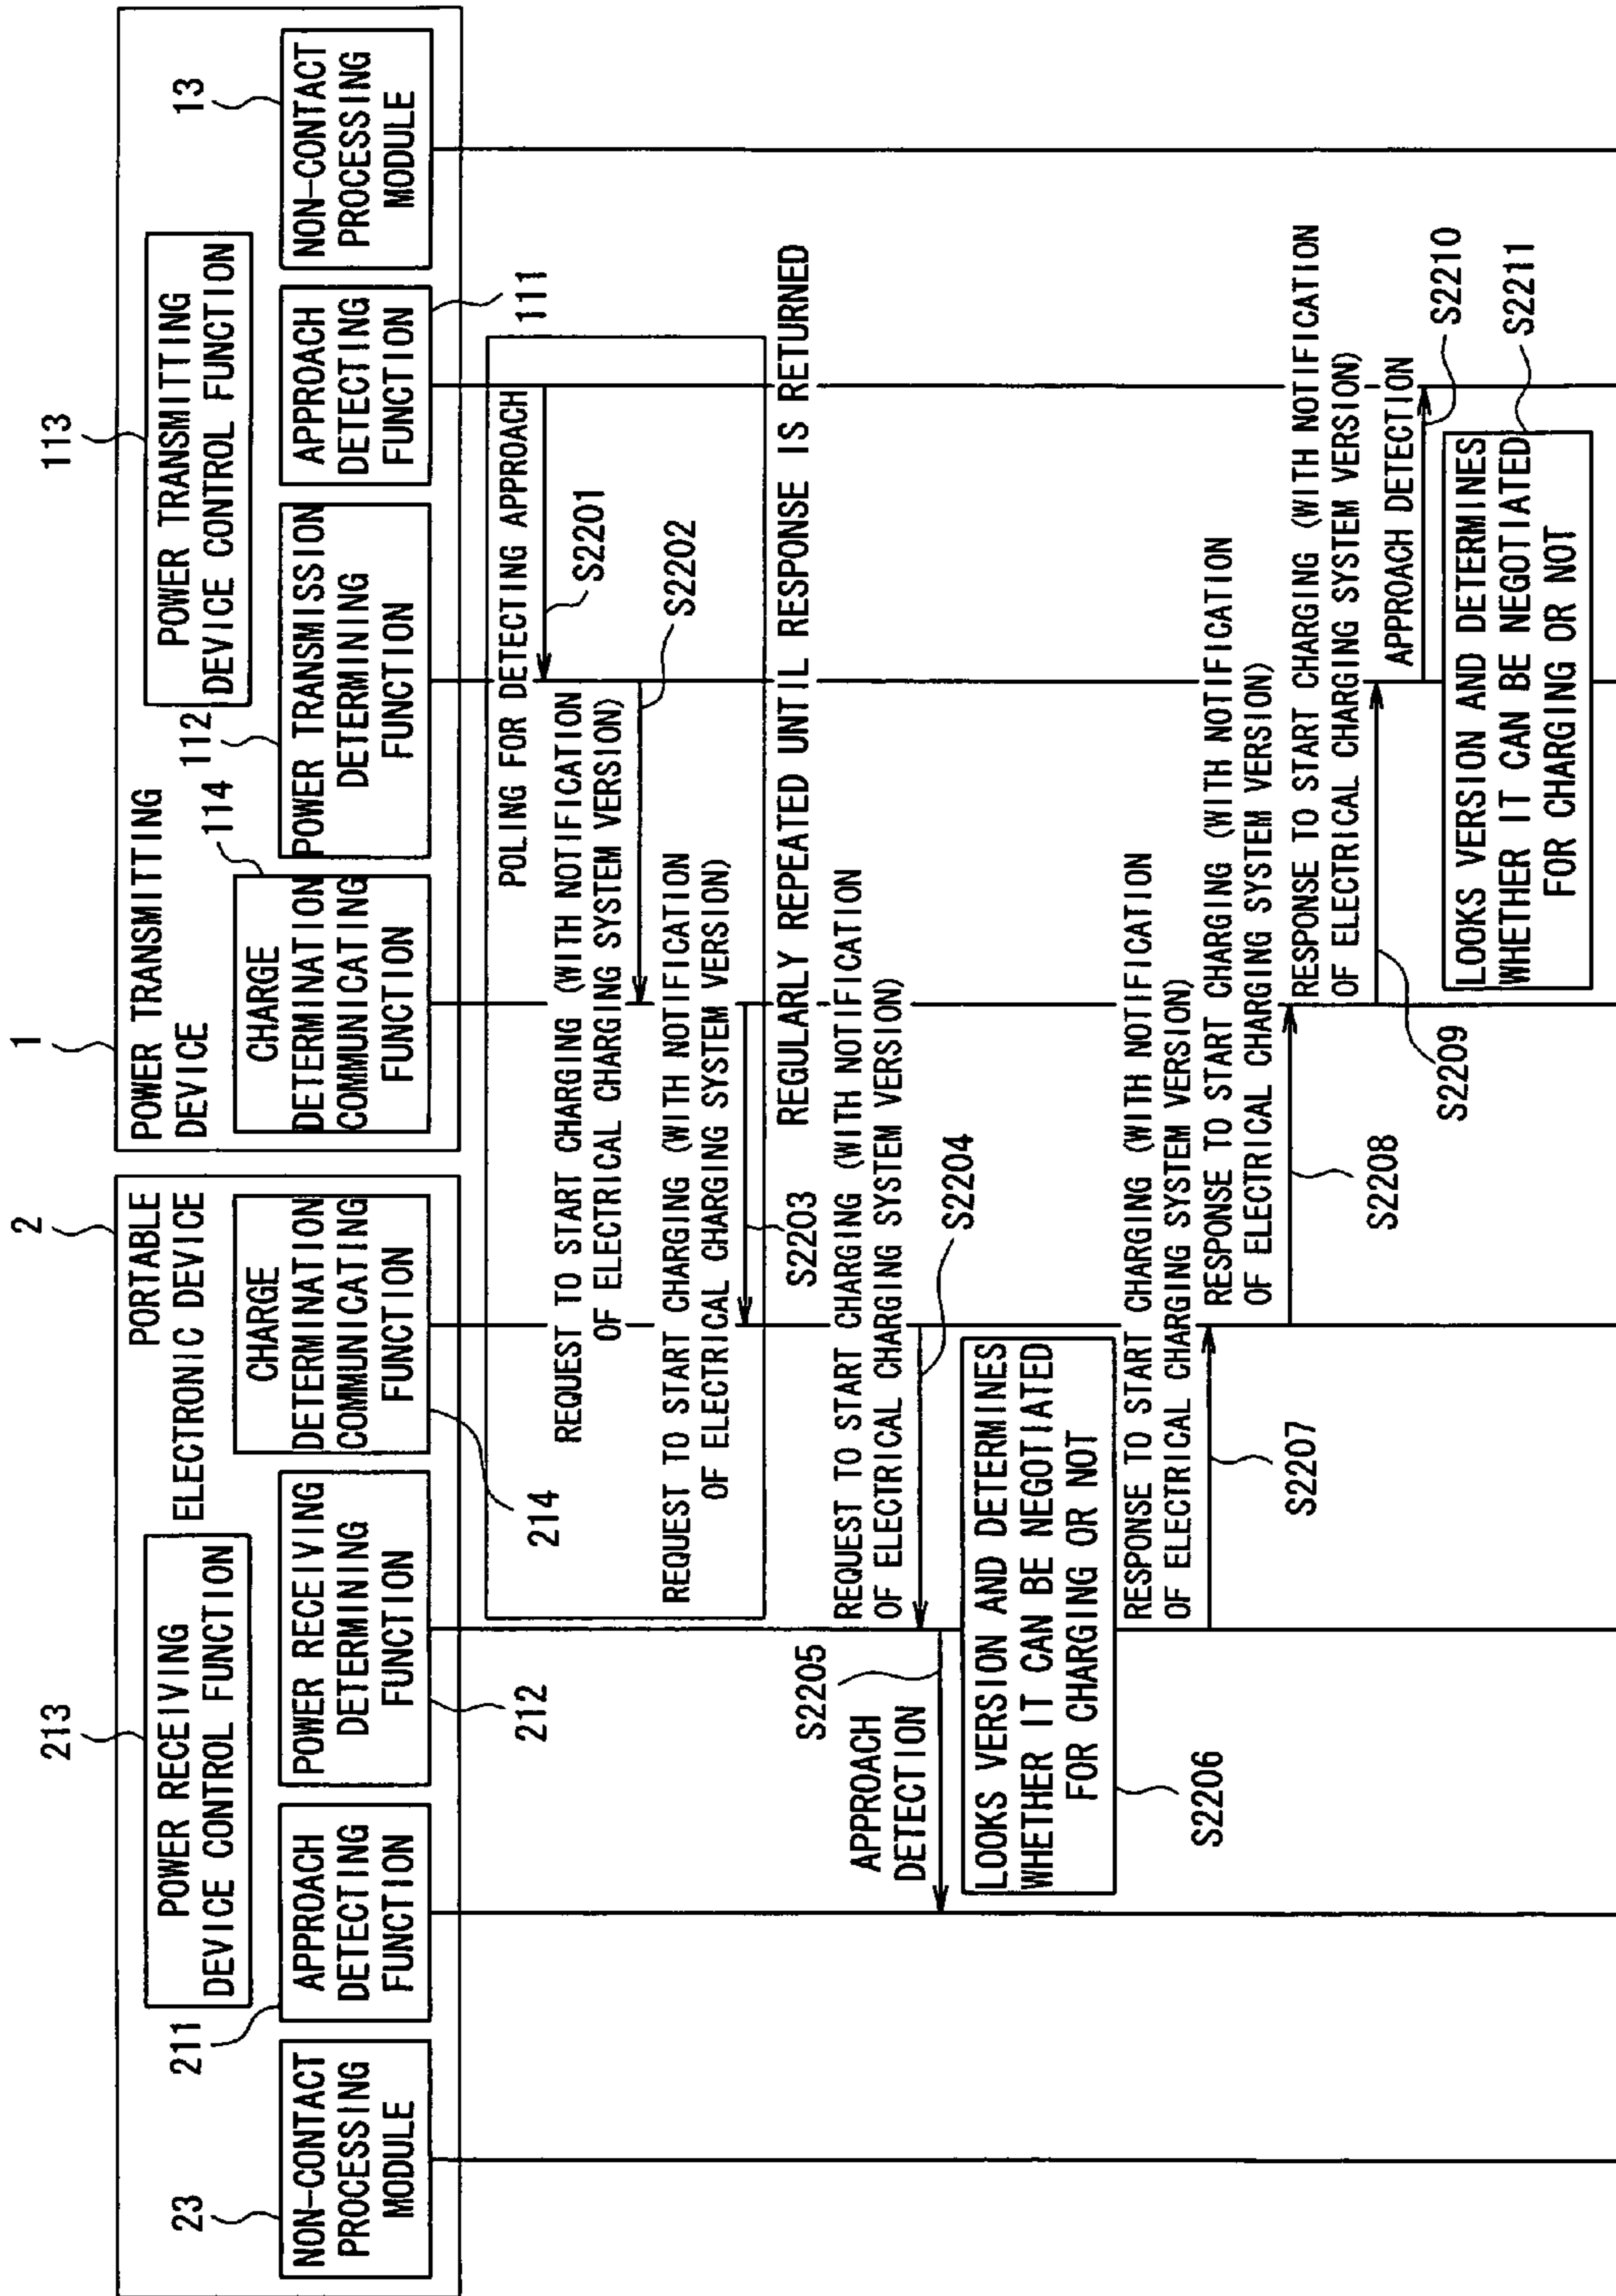 2
PORTABLE
ELECTRONIC DEVICE
213
POWER RECEIVING
DEVICE CONTROL FUNCTION
23
NON-CONTACT
PROCESSING
MODULE
211
APPROACH
DETECTING
FUNCTION
POWER RECEIVING
DETERMINING
FUNCTION
212
CHARGE
DETERMINATION
COMMUNICATING
FUNCTION
214
1
POWER TRANSMITTING
DEVICE
113
POWER TRANSMITTING
DEVICE CONTROL FUNCTION
114
CHARGE
DETERMINATION
COMMUNICATING
FUNCTION
112
POWER TRANSMISSION
DETERMINING
FUNCTION
APPROACH
DETECTING
FUNCTION
111
13
NON-CONTACT
PROCESSING
MODULE
POLING FOR DETECTING APPROACH
S2201
REQUEST TO START CHARGING (WITH NOTIFICATION
OF ELECTRICAL CHARGING SYSTEM VERSION)
S2202
REQUEST TO START CHARGING (WITH NOTIFICATION
OF ELECTRICAL CHARGING SYSTEM VERSION)
S2203
REGULARLY REPEATED UNTIL RESPONSE IS RETURNED
REQUEST TO START CHARGING (WITH NOTIFICATION
OF ELECTRICAL CHARGING SYSTEM VERSION)
S2204
S2205
APPROACH
DETECTION
LOOKS VERSION AND DETERMINES
WHETHER IT CAN BE NEGOTIATED
FOR CHARGING OR NOT
S2206
RESPONSE TO START CHARGING (WITH NOTIFICATION
OF ELECTRICAL CHARGING SYSTEM VERSION)
S2207
RESPONSE TO START CHARGING (WITH NOTIFICATION
OF ELECTRICAL CHARGING SYSTEM VERSION)
S2208
RESPONSE TO START CHARGING (WITH NOTIFICATION
OF ELECTRICAL CHARGING SYSTEM VERSION)
S2209
APPROACH DETECTION
S2210
LOOKS VERSION AND DETERMINES
WHETHER IT CAN BE NEGOTIATED
FOR CHARGING OR NOT
S2211